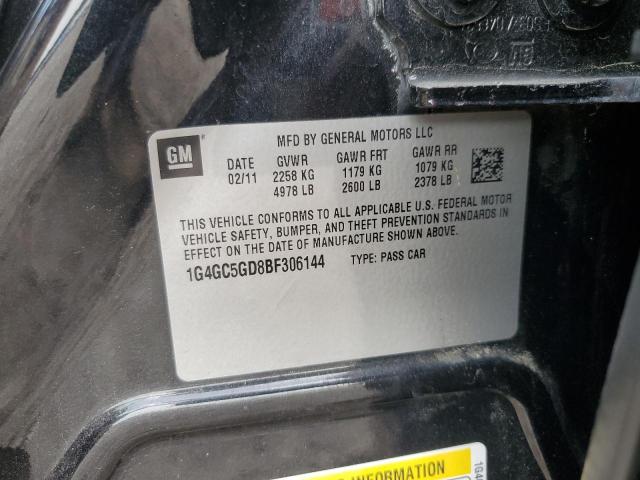 GM
MFD BY GENERAL MOTORS LLC
DATE GVWR GAWR FRT GAWR RR
02/11 2258 KG 1179 KG 1079 KG
4978 LB 2600 LB 2378 LB
THIS VEHICLE CONFORMS TO ALL APPLICABLE U.S. FEDERAL MOTOR
VEHICLE SAFETY, BUMPER, AND THEFT PREVENTION STANDARDS IN
EFFECT ON THE DATE OF MANUFACTURE SHOWN ABOVE.
1G4GC5GD8BF306144 TYPE: PASS CAR
INFORMATION